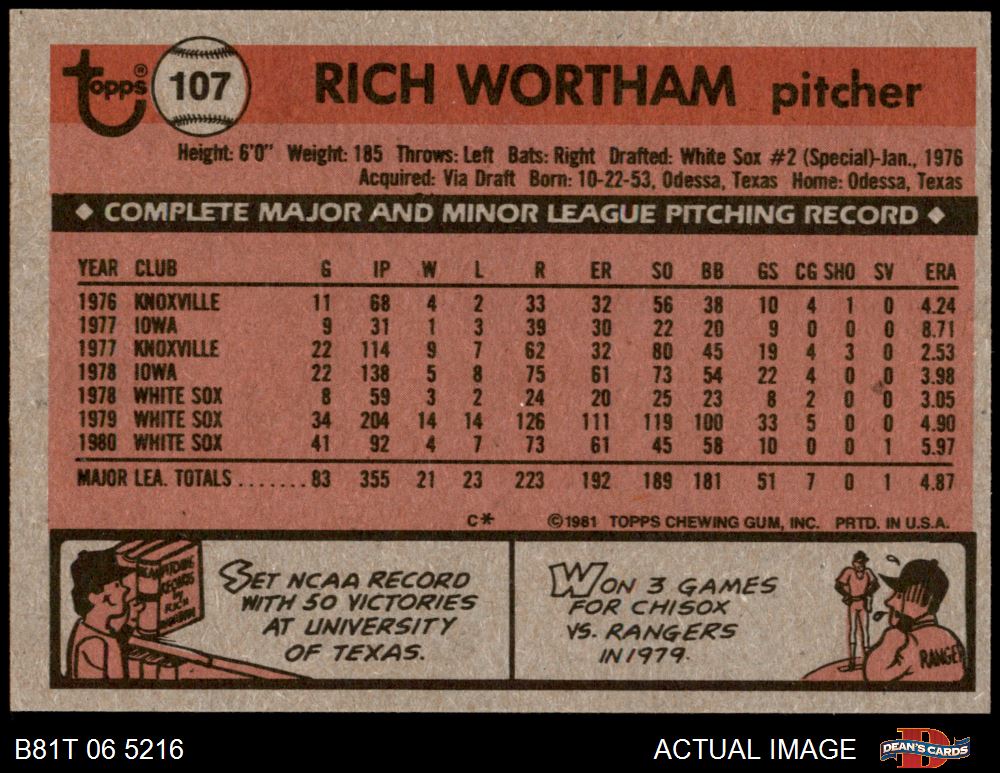 Topps® 107 RICH WORTHAM pitcher
Height: 6'0" Weight: 185 Throws: Left Bats: Right Drafted: White Sox #2 (Special)-Jan., 1976
Acquired: Via Draft Born: 10-22-53, Odessa, Texas Home: Odessa, Texas
◆ COMPLETE MAJOR AND MINOR LEAGUE PITCHING RECORD ◆
YEAR CLUB G IP W L R ER SO BB GS CG SHO SV ERA
1976 KNOXVILLE 11 68 4 2 33 32 56 38 10 4 1 0 4.24
1977 IOWA 9 31 1 3 39 30 22 20 9 0 0 0 8.71
1977 KNOXVILLE 22 114 9 7 62 32 80 45 19 4 3 0 2.53
1978 IOWA 22 138 5 8 75 61 73 54 22 4 0 0 3.98
1978 WHITE SOX 8 59 3 2 24 20 25 23 8 2 0 0 3.05
1979 WHITE SOX 34 204 14 14 126 111 119 100 33 5 0 0 4.90
1980 WHITE SOX 41 92 4 7 73 61 45 58 10 0 0 1 5.97
MAJOR LEA. TOTALS ....... 83 355 21 23 223 192 189 181 51 7 0 1 4.87
C* ©1981 TOPPS CHEWING GUM, INC. PRTD. IN U.S.A.
SET NCAA RECORD
WITH 50 VICTORIES
AT UNIVERSITY
OF TEXAS.
RECORDS
by
RICH
WON 3 GAMES
FOR CHISOX
VS. RANGERS
IN 1979.
RANGE
B81T 06 5216 ACTUAL IMAGE DEAN'S CARDS